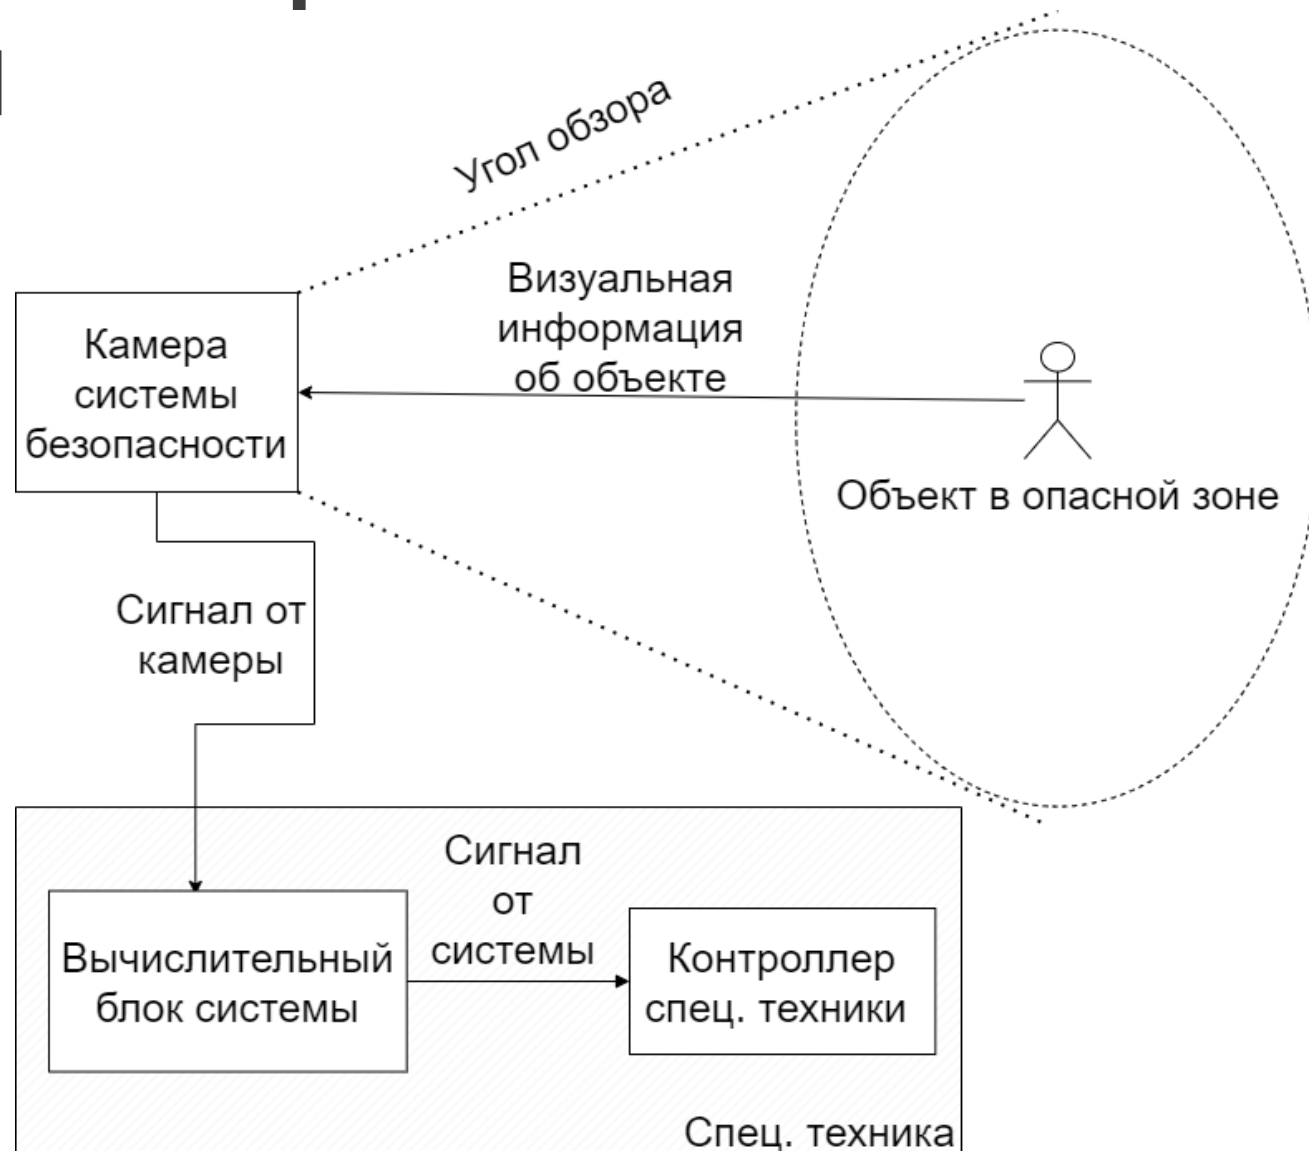 Угол обзора
Визуальная
информация
об объекте
Камера
системы
безопасности
Объект в опасной зоне
Сигнал от
камеры
Сигнал
от
системы
Вычислительный
блок системы
Контроллер
спец. техники
Спец. техника